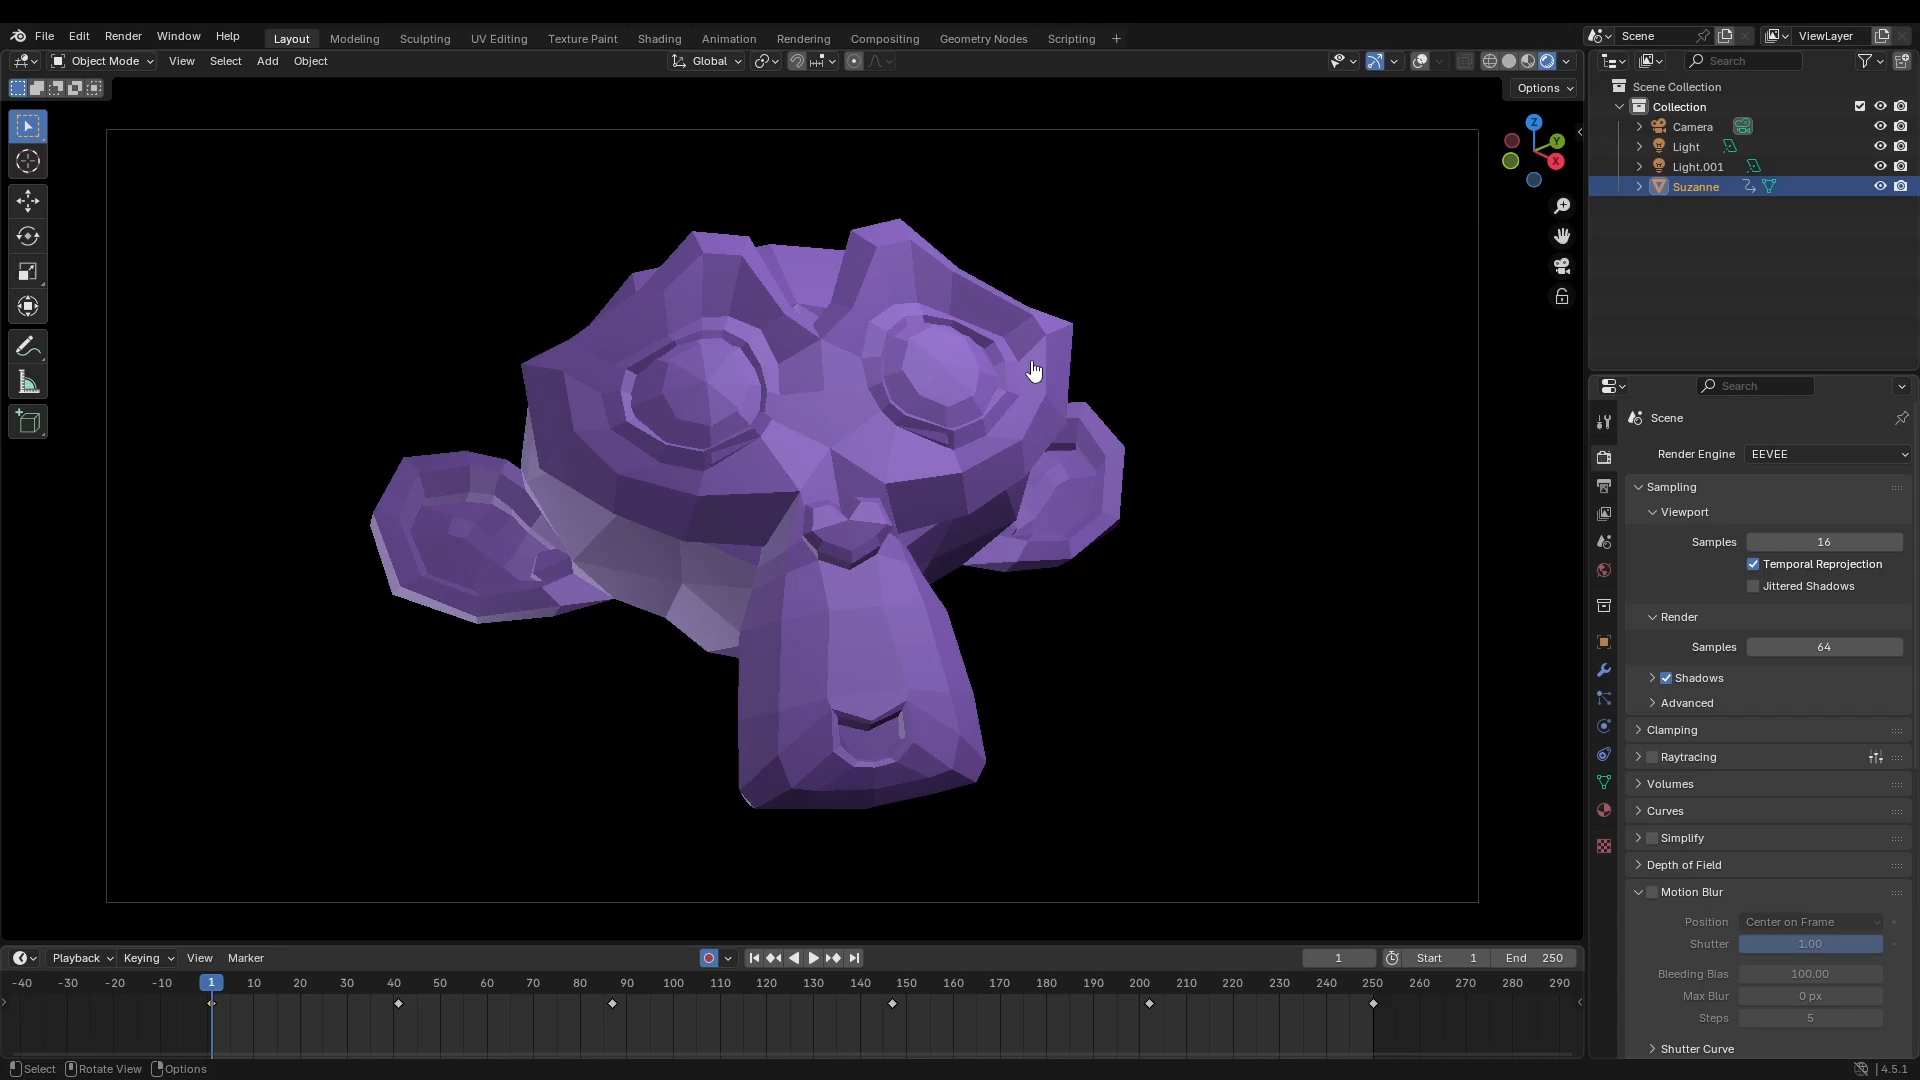 File Edit Render Window Help Layout Modeling Sculpting UV Editing Texture Paint Shading Animation Rendering Compositing Geometry Nodes Scripting + Scene ViewLayer
Object Mode View Select Add Object Global Search
Options
Z
Y
X
Scene Collection
Collection
Camera
Light
Light.001
Suzanne
Search
Scene
Render Engine EEVEE
Sampling
Viewport
Samples 16
Temporal Reprojection
Jittered Shadows
Render
Samples 64
Shadows
Advanced
Clamping
Raytracing
Volumes
Curves
Simplify
Depth of Field
Motion Blur
Position Center on Frame
Shutter 1.00
Bleeding Bias 100.00
Max Blur 0 px
Steps 5
Shutter Curve
Playback Keying View Marker 1 Start 1 End 250
-40 -30 -20 -10 1 10 20 30 40 50 60 70 80 90 100 110 120 130 140 150 160 170 180 190 200 210 220 230 240 250 260 270 280 290
Select Rotate View Options 4.5.1